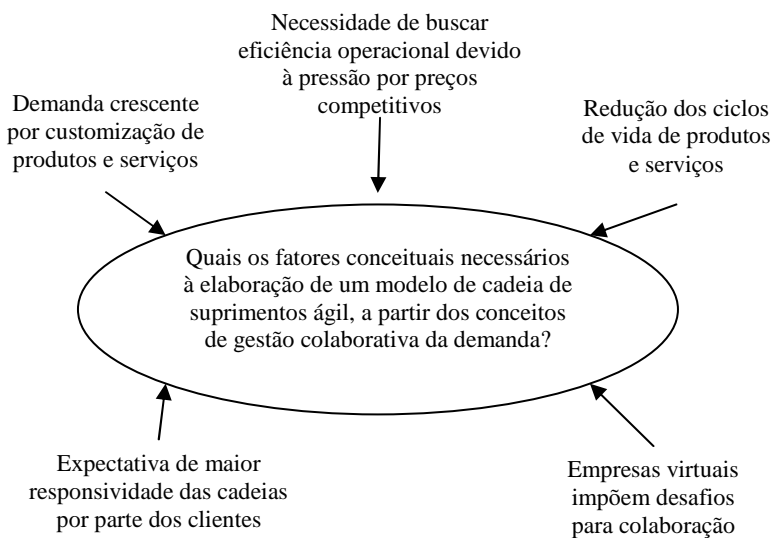 Necessidade de buscar
eficiência operacional devido
à pressão por preços
competitivos
Demanda crescente
por customização de
produtos e serviços
Redução dos ciclos
de vida de produtos
e serviços
Quais os fatores conceituais necessários
à elaboração de um modelo de cadeia de
suprimentos ágil, a partir dos conceitos
de gestão colaborativa da demanda?
Expectativa de maior
responsividade das cadeias
por parte dos clientes
Empresas virtuais
impõem desafios
para colaboração